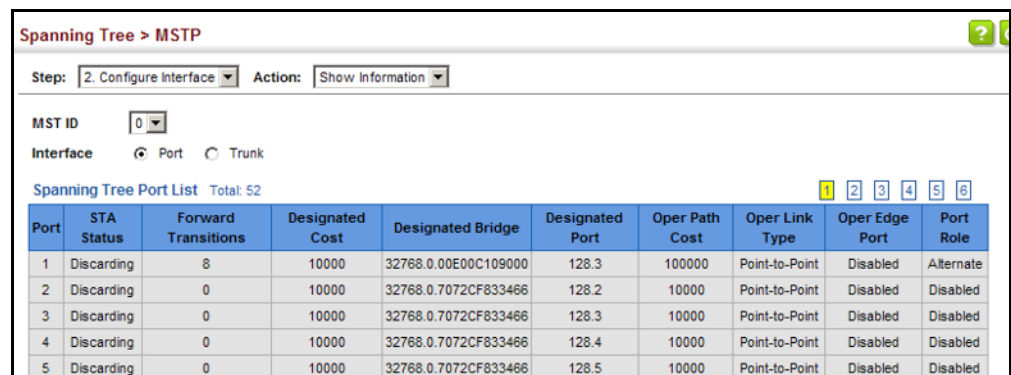 Spanning Tree > MSTP
?
Step: 2. Configure Interface Action: Show Information
MST ID 0
Interface Port Trunk
Spanning Tree Port List Total: 52 1 2 3 4 5 6
Port STA Status Forward Transitions Designated Cost Designated Bridge Designated Port Oper Path Cost Oper Link Type Oper Edge Port Port Role
1 Discarding 8 10000 32768.0.00E00C109000 128.3 100000 Point-to-Point Disabled Alternate
2 Discarding 0 10000 32768.0.7072CF833466 128.2 10000 Point-to-Point Disabled Disabled
3 Discarding 0 10000 32768.0.7072CF833466 128.3 10000 Point-to-Point Disabled Disabled
4 Discarding 0 10000 32768.0.7072CF833466 128.4 10000 Point-to-Point Disabled Disabled
5 Discarding 0 10000 32768.0.7072CF833466 128.5 10000 Point-to-Point Disabled Disabled